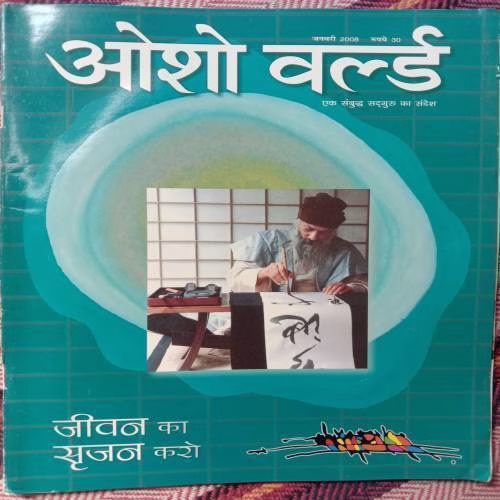 जनवरी 2008 रूपये 30
ओशो वर्ल्ड
एक संबुद्ध सद्‌गुरु का संदेश
जीवन का
सृजन करो